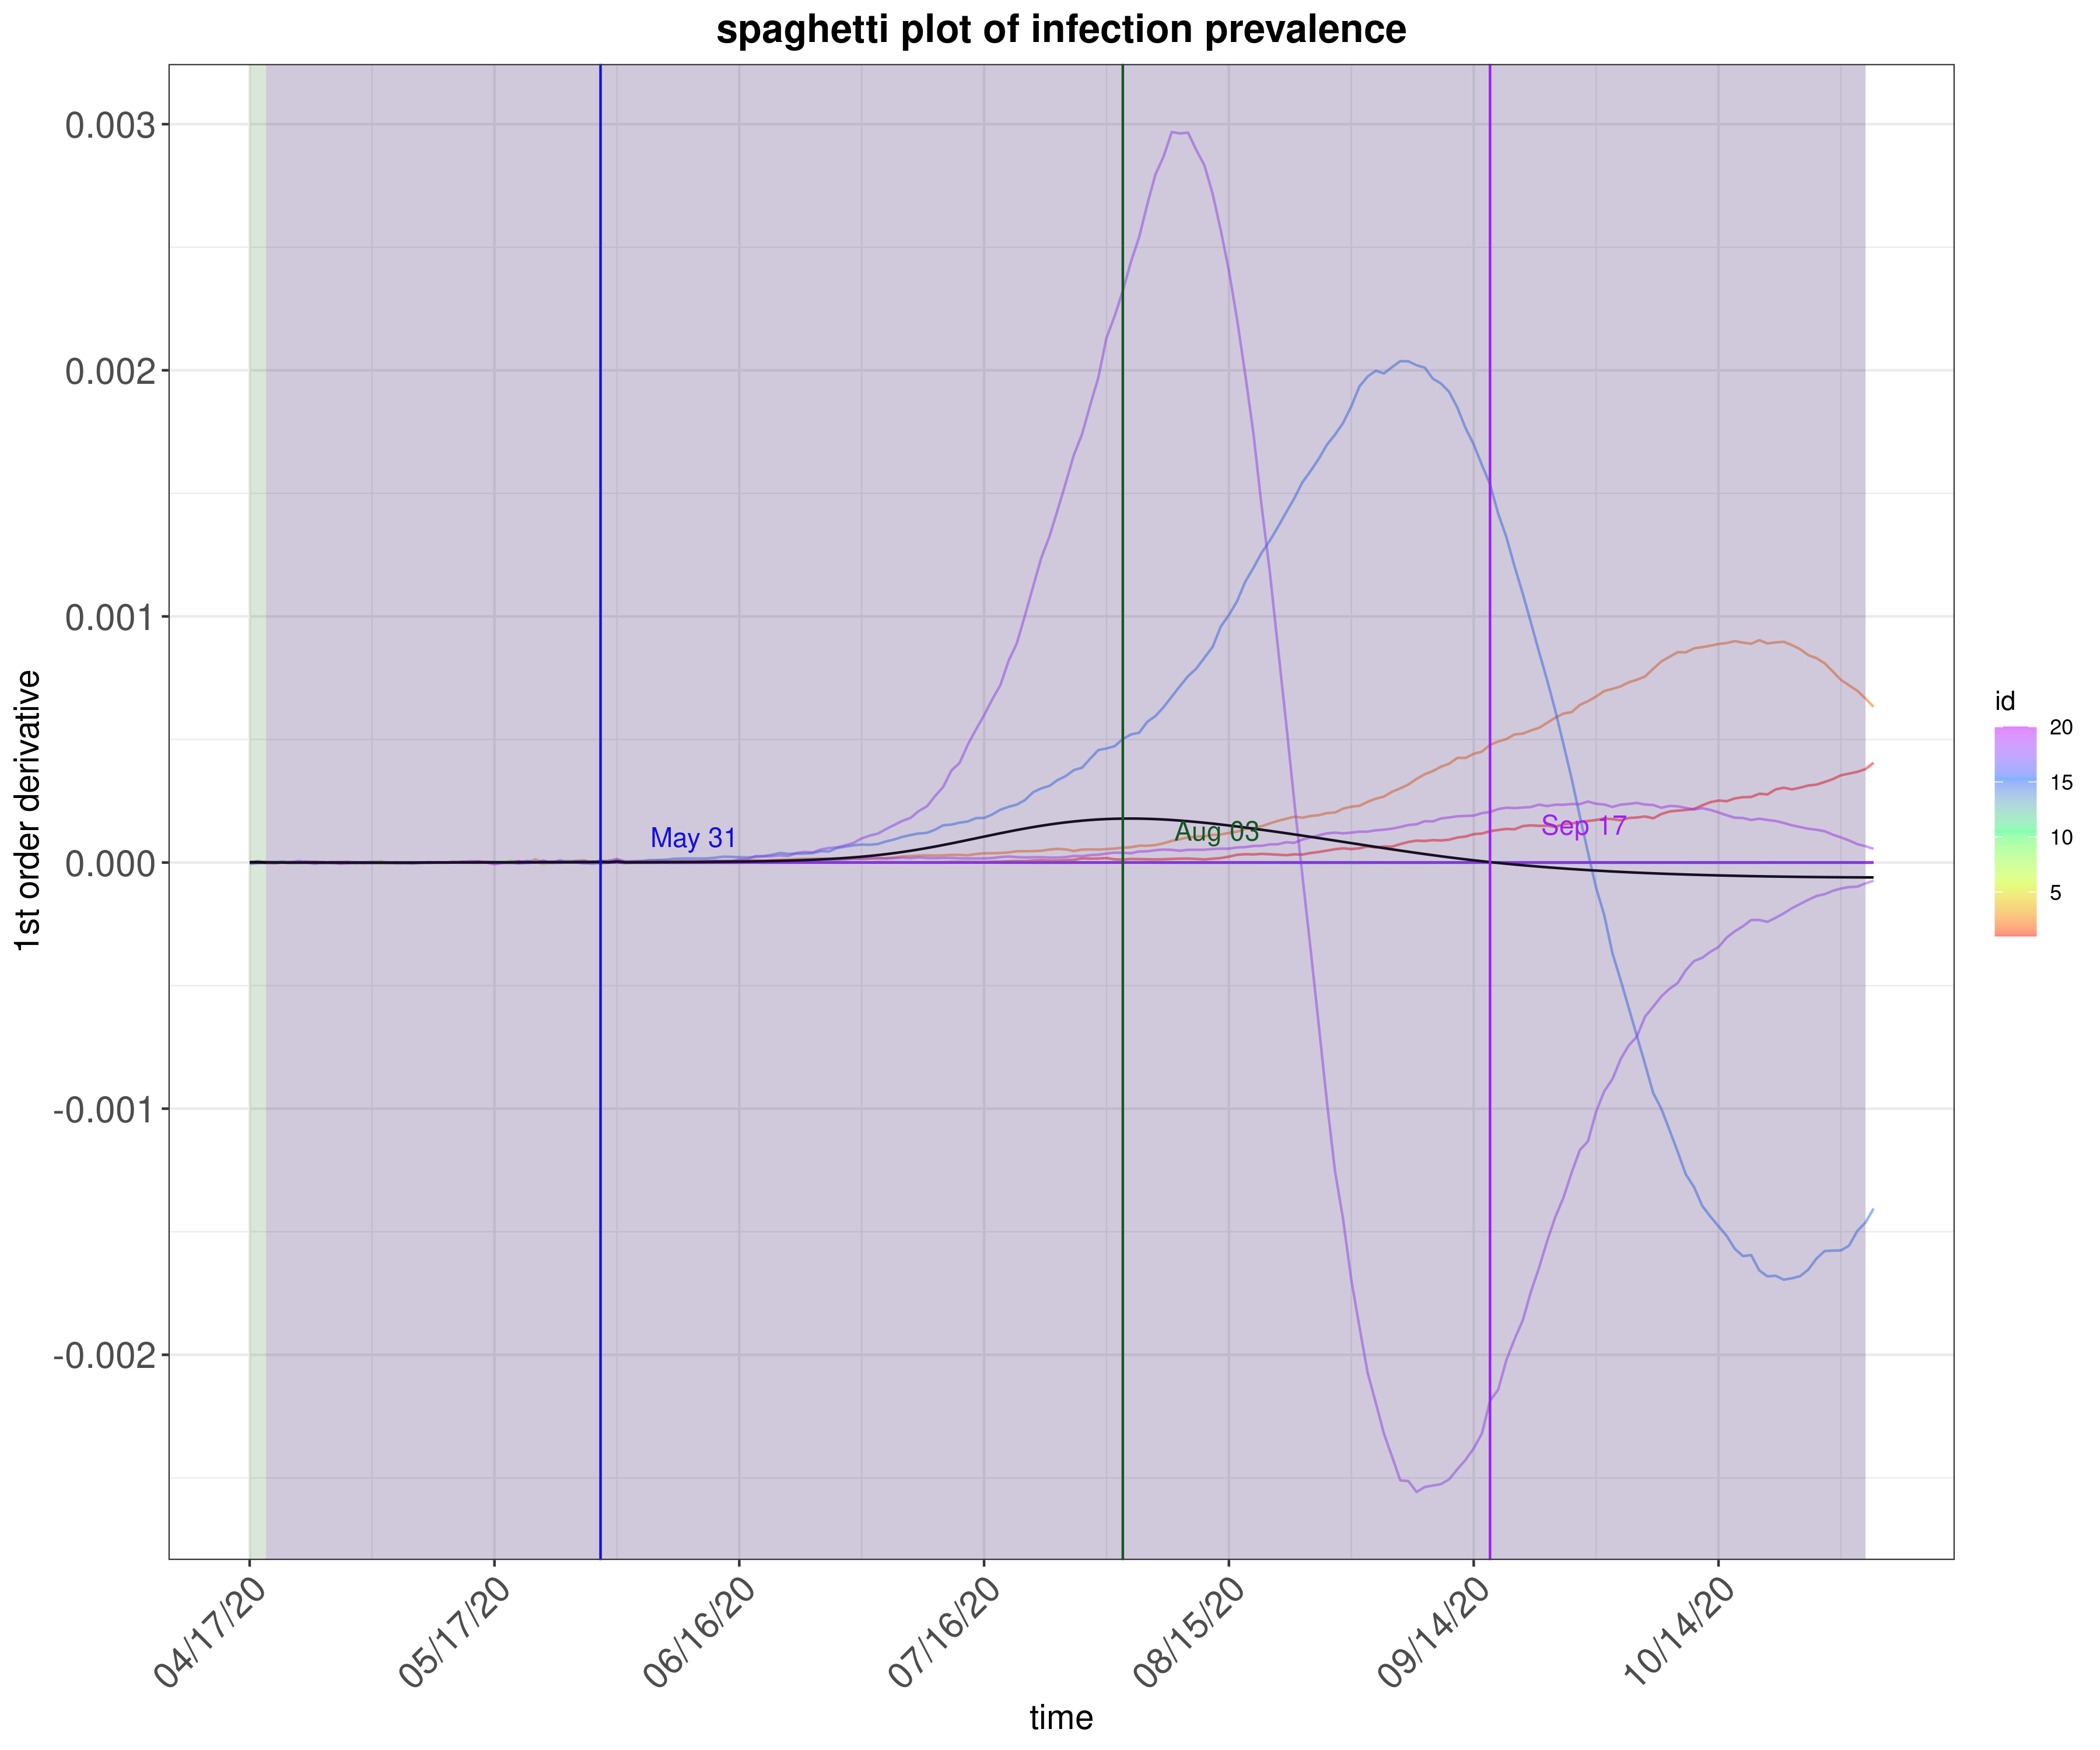 spaghetti plot of infection prevalence
1st order derivative
0.003
0.002
0.001
0.000
-0.001
-0.002
May 31
Aug 03
Sep 17
id
20
15
10
5
04/17/20
05/17/20
06/16/20
07/16/20
08/15/20
09/14/20
10/14/20
time